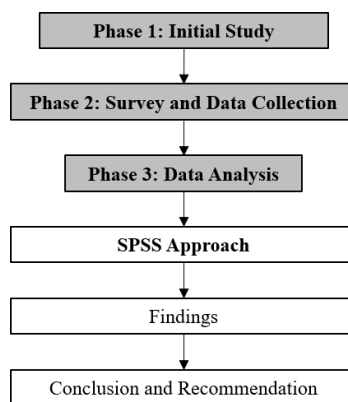 Phase 1: Initial Study
Phase 2: Survey and Data Collection
Phase 3: Data Analysis
SPSS Approach
Findings
Conclusion and Recommendation